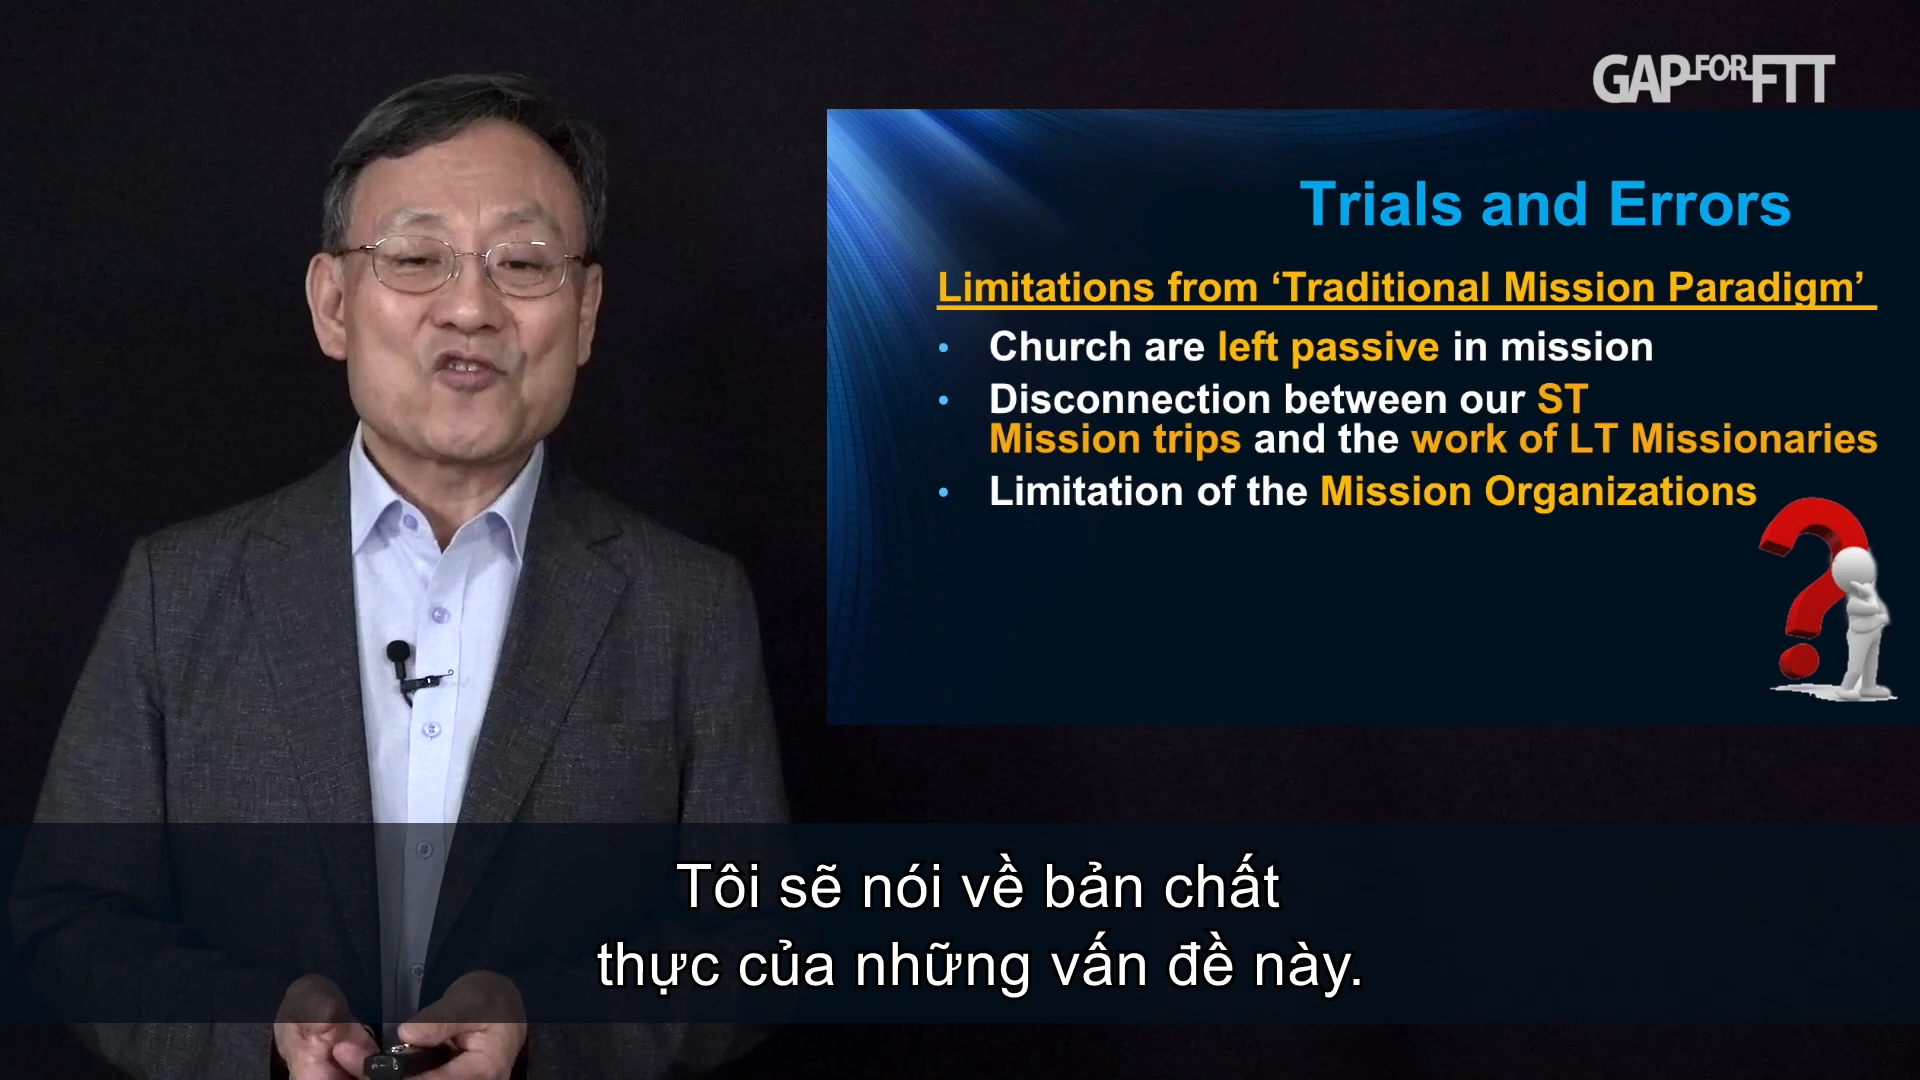 GAP FOR FTT
Trials and Errors
Limitations from ‘Traditional Mission Paradigm’
• Church are left passive in mission
• Disconnection between our ST
Mission trips and the work of LT Missionaries
• Limitation of the Mission Organizations
Tôi sẽ nói về bản chất
thực của những vấn đề này.